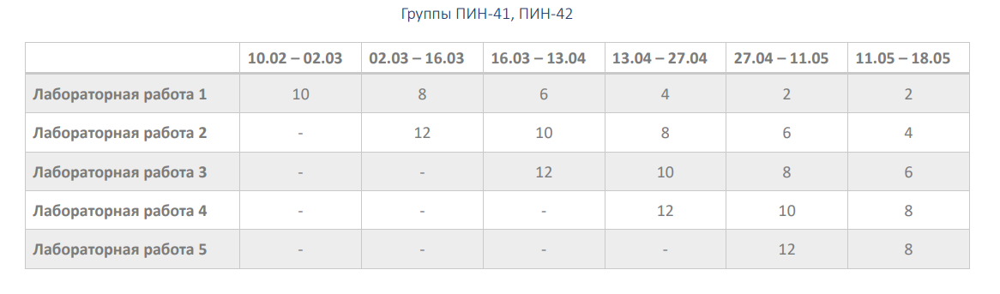 Группы ПИН-41, ПИН-42
10.02 – 02.03 02.03 – 16.03 16.03 – 13.04 13.04 – 27.04 27.04 – 11.05 11.05 – 18.05
Лабораторная работа 1 10 8 6 4 2 2
Лабораторная работа 2 - 12 10 8 6 4
Лабораторная работа 3 - - 12 10 8 6
Лабораторная работа 4 - - - 12 10 8
Лабораторная работа 5 - - - - 12 8